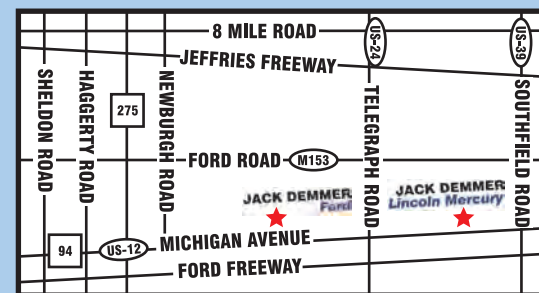 8 MILE ROAD
US-24
US-39
JEFFRIES FREEWAY
SHELDON ROAD
HAGGERTY ROAD
275
NEWBURGH ROAD
TELEGRAPH ROAD
SOUTHFIELD ROAD
FORD ROAD M153
JACK DEMMER
Ford
JACK DEMMER
Lincoln Mercury
94
US-12
MICHIGAN AVENUE
FORD FREEWAY